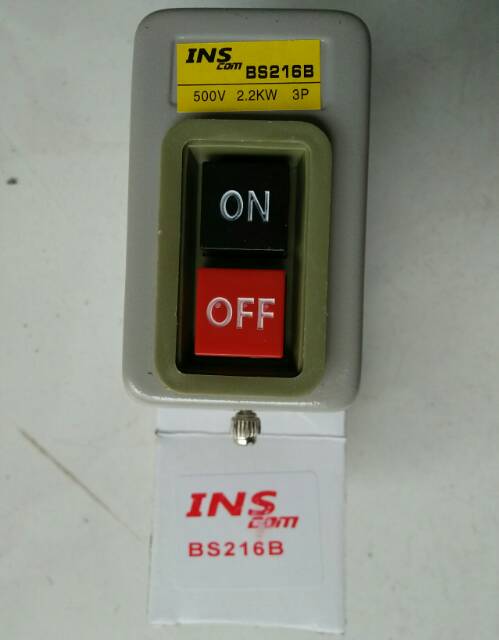 INS
com BS216B
500V 2.2KW 3P
ON
OFF
INS
com
BS216B